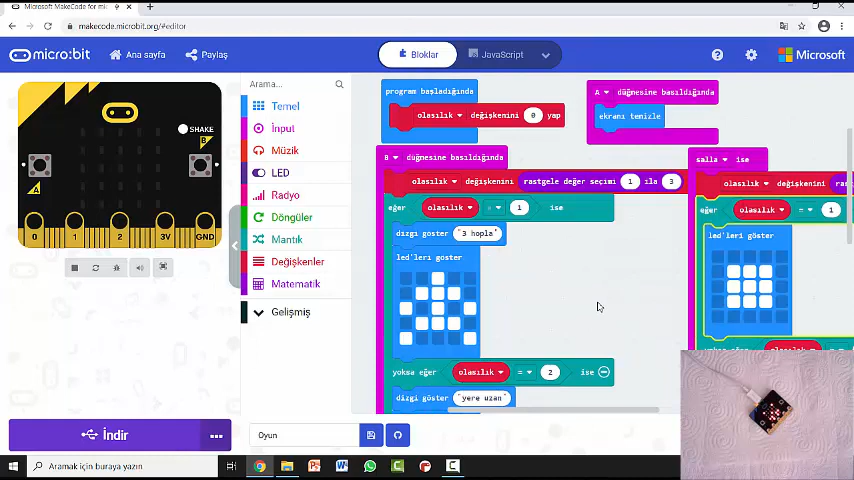 Microsoft MakeCode for mic
makecode.microbit.org/#editor
micro:bit
Ana sayfa
Paylaş
Bloklar
JavaScript
Microsoft
SHAKE
B
A
0 1 2 3V GND
Arama...
Temel
Input
Müzik
LED
Radyo
Döngüler
Mantık
Değişkenler
Matematik
Gelişmiş
program başladığında
olasılık değişkenini 0 yap
A düğmesine basıldığında
ekranı temizle
B düğmesine basıldığında
olasılık değişkenini rastgele değer seçimi 1 ila 3
eğer olasılık = 1 ise
dizgi göster "3 hopla"
led'leri göster
yoksa eğer olasılık = 2 ise
dizgi göster "yere uzan"
salla ise
olasılık değişkenini
eğer olasılık = 1
led'leri göster
İndir
Oyun
Aramak için buraya yazın